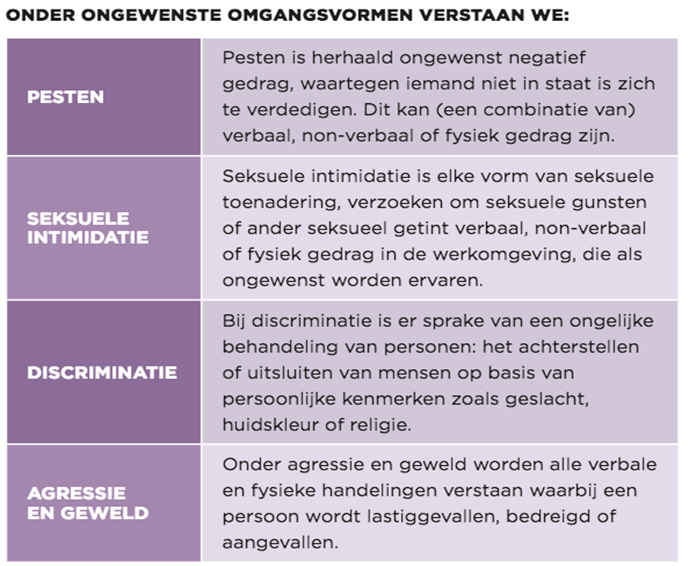 ONDER ONGEWENSTE OMGANGSVORMEN VERSTAAN WE:
PESTEN
Pesten is herhaald ongewenst negatief
gedrag, waartegen iemand niet in staat is zich
te verdedigen. Dit kan (een combinatie van)
verbaal, non-verbaal of fysiek gedrag zijn.
SEKSUELE
INTIMIDATIE
Seksuele intimidatie is elke vorm van seksuele
toenadering, verzoeken om seksuele gunsten
of ander seksueel getint verbaal, non-verbaal
of fysiek gedrag in de werkomgeving, die als
ongewenst worden ervaren.
DISCRIMINATIE
Bij discriminatie is er sprake van een ongelijke
behandeling van personen: het achterstellen
of uitsluiten van mensen op basis van
persoonlijke kenmerken zoals geslacht,
huidskleur of religie.
AGRESSIE
EN GEWELD
Onder agressie en geweld worden alle verbale
en fysieke handelingen verstaan waarbij een
persoon wordt lastiggevallen, bedreigd of
aangevallen.